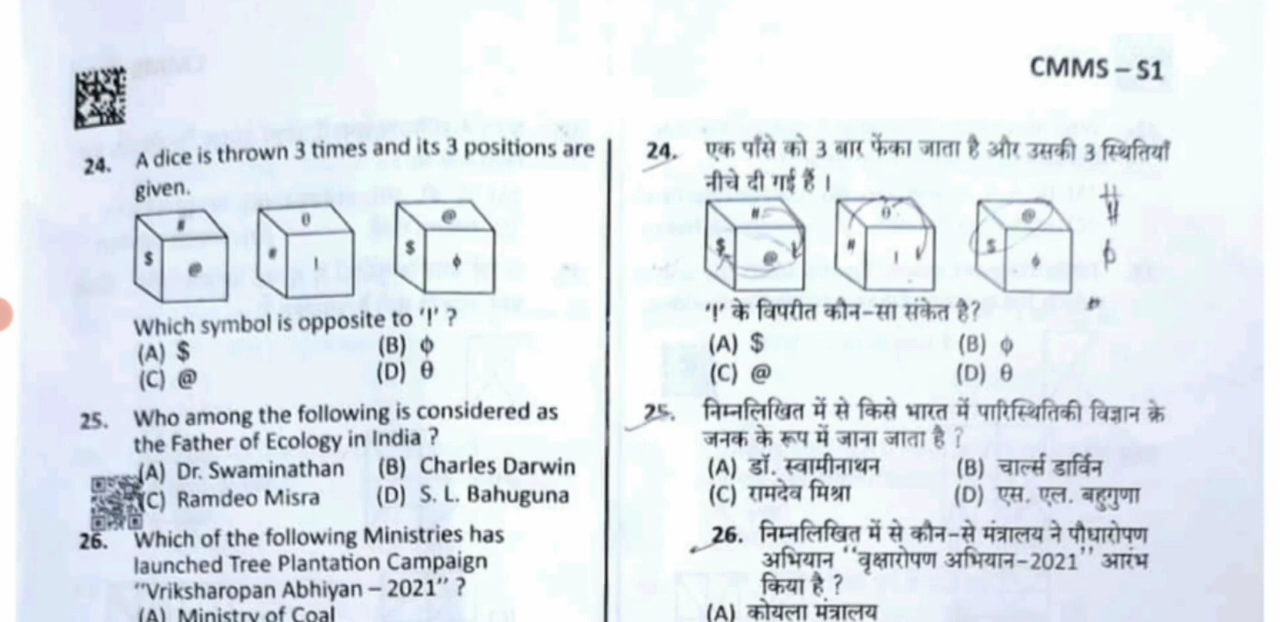 CMMS – S1
24. A dice is thrown 3 times and its 3 positions are
given.
# $ @
θ # !
@ $ ϕ
Which symbol is opposite to '!' ?
(A) $ (B) ϕ
(C) @ (D) θ
25. Who among the following is considered as
the Father of Ecology in India ?
(A) Dr. Swaminathan (B) Charles Darwin
(C) Ramdeo Misra (D) S. L. Bahuguna
26. Which of the following Ministries has
launched Tree Plantation Campaign
"Vriksharopan Abhiyan – 2021" ?
(A) Ministry of Coal
24. एक पाँसे को 3 बार फेंका जाता है और उसकी 3 स्थितियाँ
नीचे दी गई हैं ।
# $ @
θ # !
@ $ ϕ
'!' के विपरीत कौन-सा संकेत है?
(A) $ (B) ϕ
(C) @ (D) θ
25. निम्नलिखित में से किसे भारत में पारिस्थितिकी विज्ञान के
जनक के रूप में जाना जाता है ?
(A) डॉ. स्वामीनाथन (B) चार्ल्स डार्विन
(C) रामदेव मिश्रा (D) एस. एल. बहुगुणा
26. निम्नलिखित में से कौन-से मंत्रालय ने पौधारोपण
अभियान "वृक्षारोपण अभियान-2021" आरंभ
किया है ?
(A) कोयला मंत्रालय